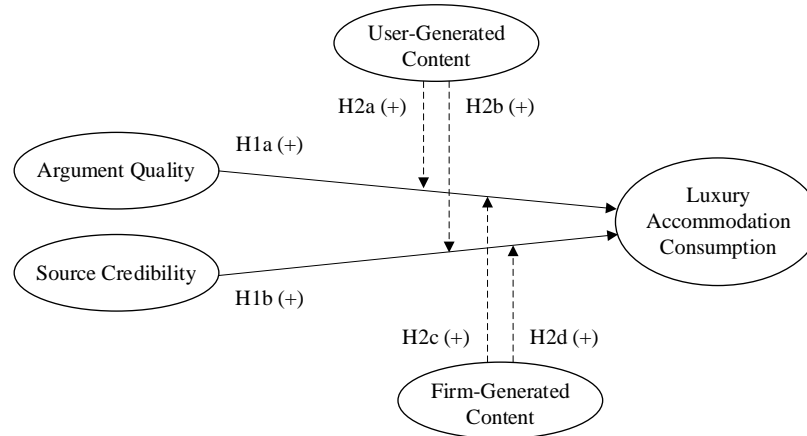 User-Generated
Content
H2a (+)
H2b (+)
H1a (+)
Argument Quality
Luxury
Accommodation
Consumption
Source Credibility
H1b (+)
H2c (+)
H2d (+)
Firm-Generated
Content